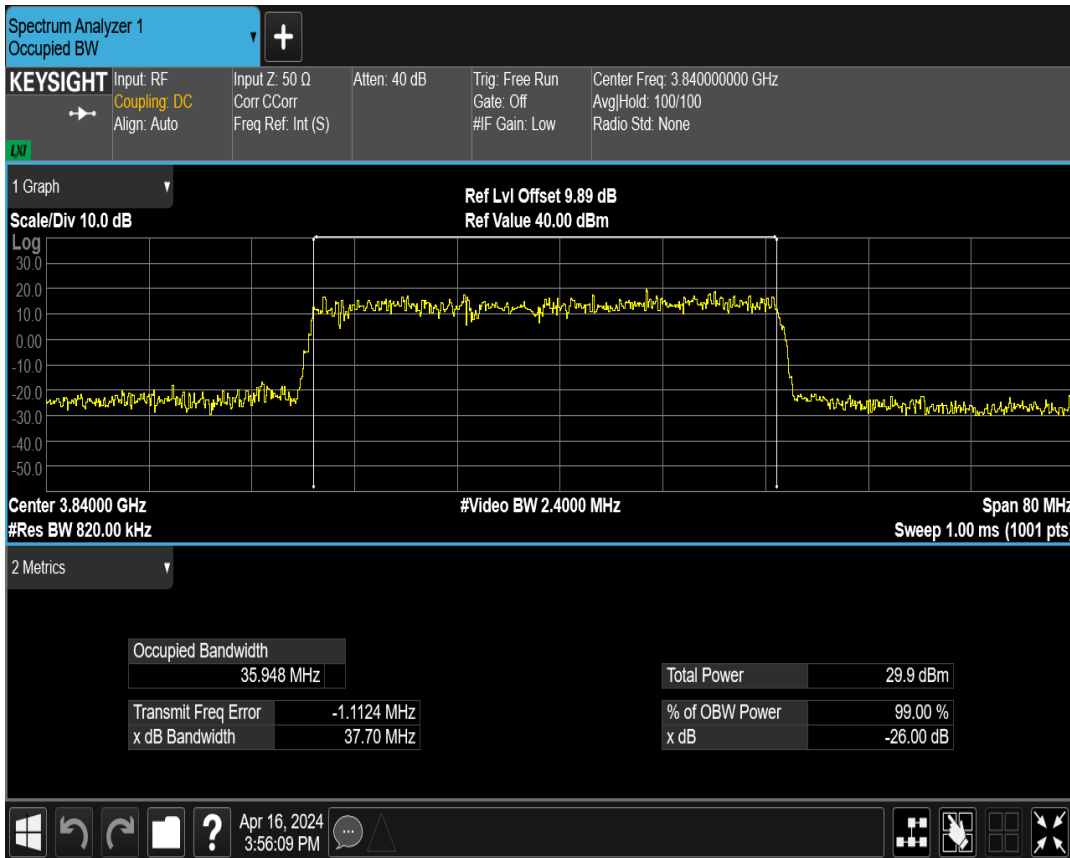 Spectrum Analyzer 1
Occupied BW
+
KEYSIGHT
LXI
Input: RF
Coupling: DC
Align: Auto
Input Z: 50 Ω
Corr CCorr
Freq Ref: Int (S)
Atten: 40 dB
Trig: Free Run
Gate: Off
#IF Gain: Low
Center Freq: 3.840000000 GHz
Avg|Hold: 100/100
Radio Std: None
1 Graph
Scale/Div 10.0 dB
Ref Lvl Offset 9.89 dB
Ref Value 40.00 dBm
Log
30.0
20.0
10.0
0.00
-10.0
-20.0
-30.0
-40.0
-50.0
Center 3.84000 GHz
#Video BW 2.4000 MHz
Span 80 MHz
#Res BW 820.00 kHz
Sweep 1.00 ms (1001 pts)
2 Metrics
Occupied Bandwidth
35.948 MHz
Total Power 29.9 dBm
Transmit Freq Error -1.1124 MHz
% of OBW Power 99.00 %
x dB Bandwidth 37.70 MHz
x dB -26.00 dB
?
Apr 16, 2024
3:56:09 PM